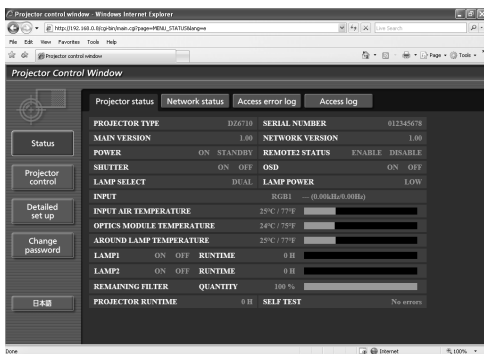 Projector control window - Windows Internet Explorer
http://192.168.0.8/cgi-bin/main.cgi?page=MENU_STATUS&lang=e
Live Search
File Edit View Favorites Tools Help
Projector control window
Page Tools
Projector Control Window
Projector status Network status Access error log Access log
PROJECTOR TYPE DZ6710 SERIAL NUMBER 012345678
MAIN VERSION 1.00 NETWORK VERSION 1.00
POWER ON STANDBY REMOTE2 STATUS ENABLE DISABLE
SHUTTER ON OFF OSD ON OFF
LAMP SELECT DUAL LAMP POWER LOW
INPUT RGB1 --- (0.00kHz/0.00Hz)
INPUT AIR TEMPERATURE 25°C / 77°F
OPTICS MODULE TEMPERATURE 24°C / 75°F
AROUND LAMP TEMPERATURE 25°C / 77°F
LAMP1 ON OFF RUNTIME 0 H
LAMP2 ON OFF RUNTIME 0 H
REMAINING FILTER QUANTITY 100 %
PROJECTOR RUNTIME 0 H SELF TEST No errors
Status
Projector
control
Detailed
set up
Change
password
日本語
Done Internet 100%